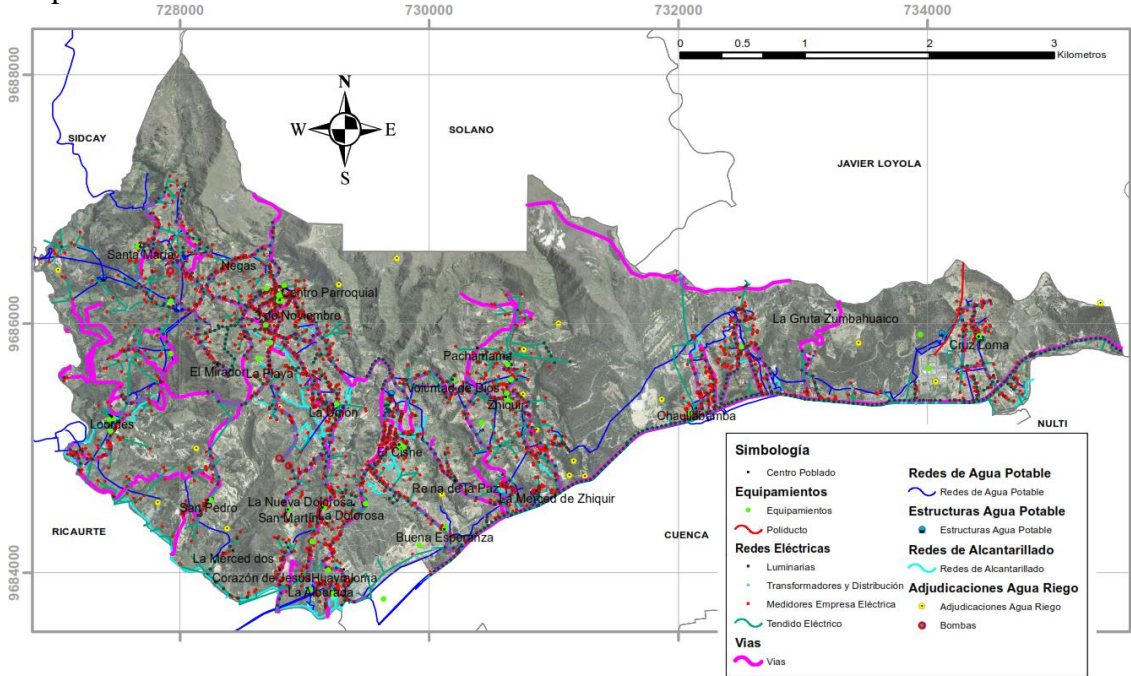 728000 730000 732000 734000
9688000
9686000
9684000
0 0.5 1 2 3
Kilometros
N
W E
S
SIDCAY
SOLANO
JAVIER LOYOLA
Santa María
Negas
Centro Parroquial
3 de Noviembre
La Gruta Zumbahuaico
Cruz Loma
Pachamama
El Mirado
La Playa
Voluntad de Dios
Zhiquir
La Unión
Chaullabamba
Lourdes
NULTI
El Cisne
Reina de la Paz
La Merced de Zhiquir
La Nueva Dolorosa
San Pedro
San Martín
La Dolorosa
RICAURTE
Buena Esperanza
CUENCA
La Merced dos
Corazón de Jesús
Huayraloma
La Alborada
Simbología
Centro Poblado
Equipamientos
Equipamientos
Poliducto
Redes Eléctricas
Luminarias
Transformadores y Distribución
Medidores Empresa Eléctrica
Tendido Eléctrico
Vias
Vias
Redes de Agua Potable
Redes de Agua Potable
Estructuras Agua Potable
Estructuras Agua Potable
Redes de Alcantarillado
Redes de Alcantarillado
Adjudicaciones Agua Riego
Adjudicaciones Agua Riego
Bombas